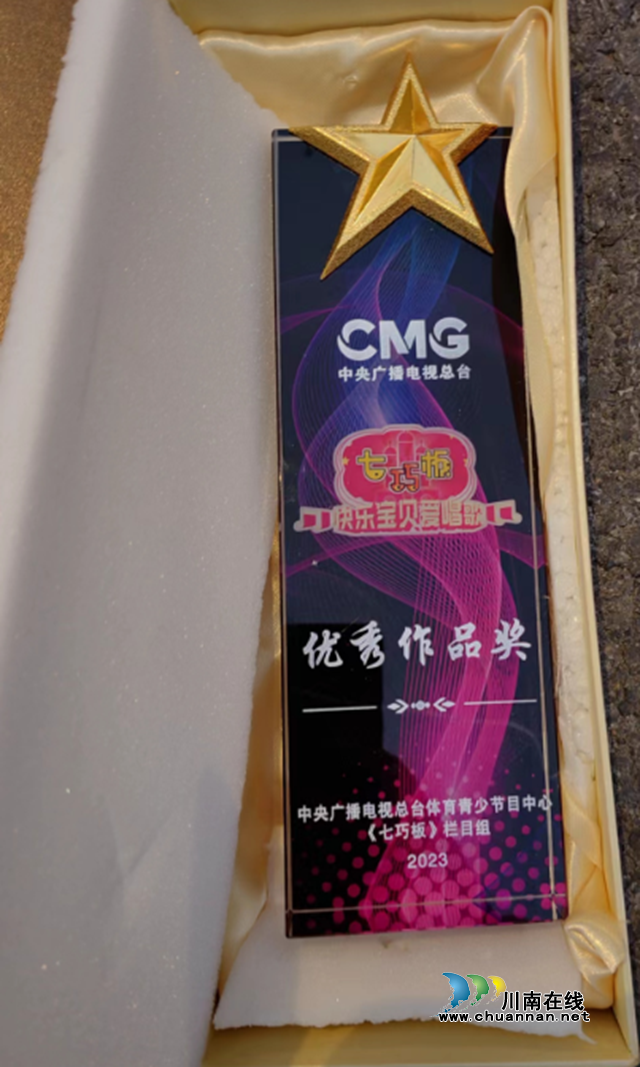 CMG
中央广播电视总台
七巧板
快乐宝贝爱唱歌
优秀作品奖
中央广播电视总台体育青少节目中心
《七巧板》栏目组
2023
川南在线
www.chuannan.net